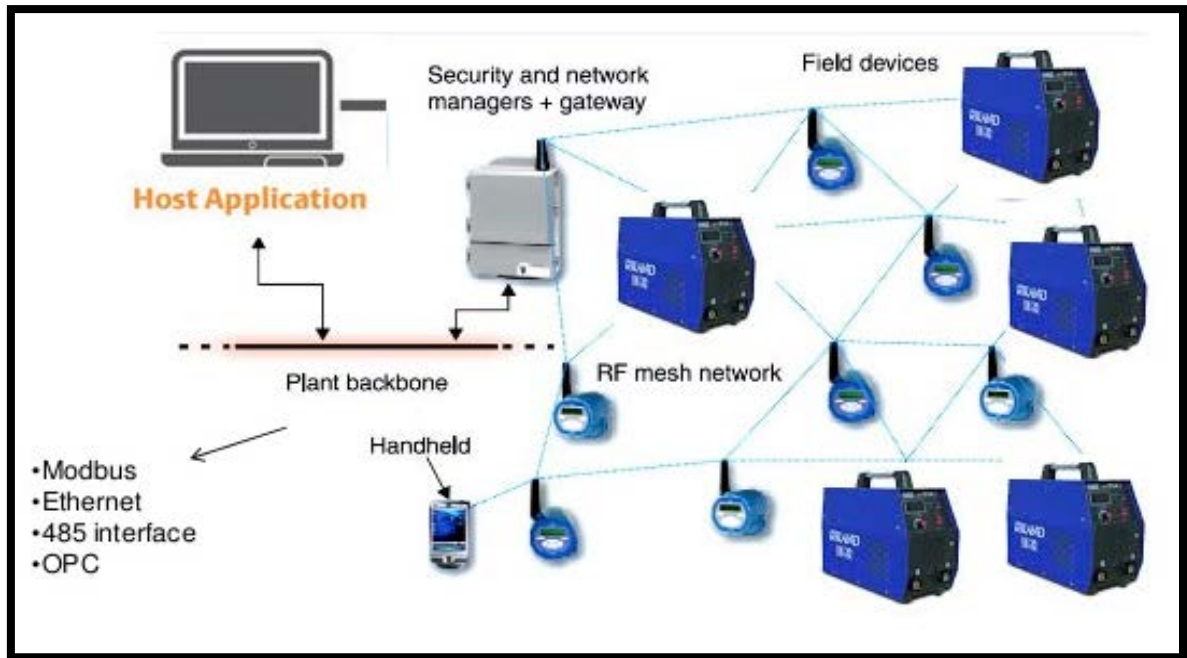 Security and network
managers + gateway
Field devices
Host Application
Plant backbone
RF mesh network
Handheld
•Modbus
•Ethernet
•485 interface
•OPC